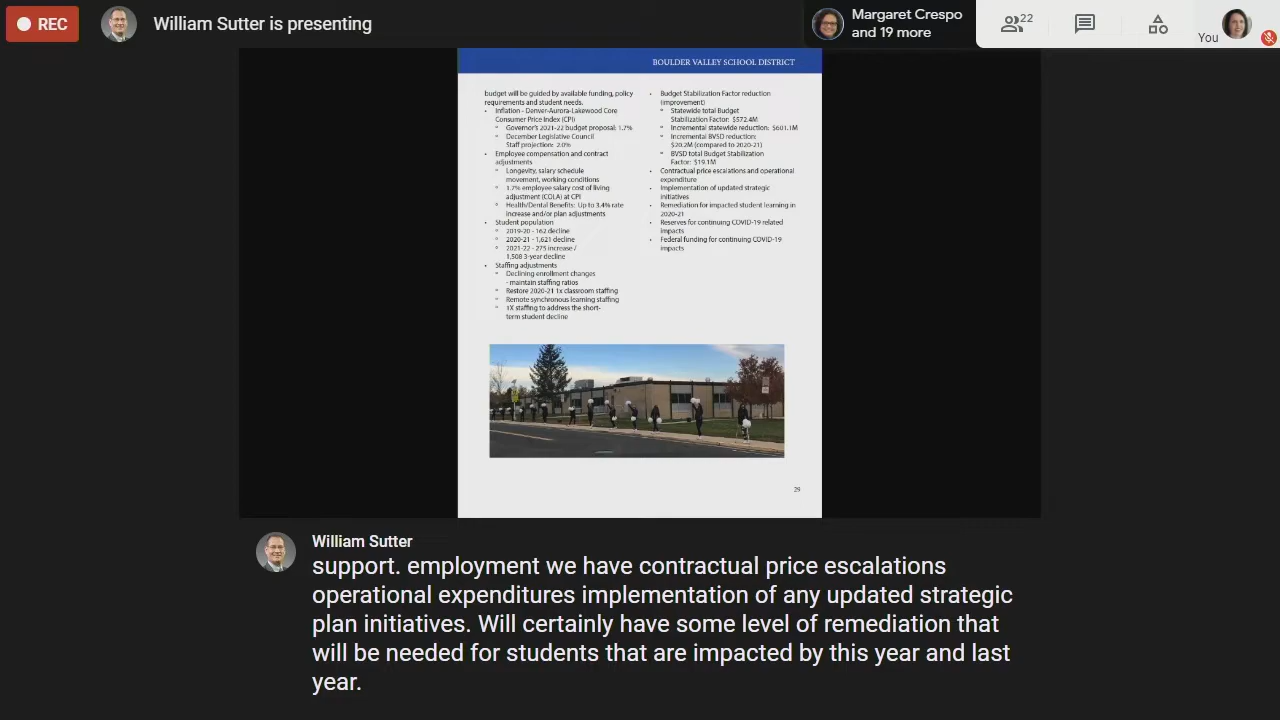 REC
William Sutter is presenting
Margaret Crespo
and 19 more
22
You
BOULDER VALLEY SCHOOL DISTRICT
budget will be guided by available funding, policy
requirements and student needs.
• Inflation - Denver-Aurora-Lakewood Core
Consumer Price Index (CPI)
° Governor's 2021-22 budget proposal: 1.7%
° December Legislative Council
Staff projection: 2.0%
• Employee compensation and contract
adjustments
° Longevity, salary schedule
movement, working conditions
° 1.7% employee salary cost of living
adjustment (COLA) at CPI
° Health/Dental Benefits: Up to 3.4% rate
increase and/or plan adjustments
• Student population
° 2019-20 - 162 decline
° 2020-21 - 1,621 decline
° 2021-22 - 275 increase /
1,508 3-year decline
• Staffing adjustments
° Declining enrollment changes
- maintain staffing ratios
° Restore 2020-21 1x classroom staffing
° Remote synchronous learning staffing
° 1X staffing to address the short-
term student decline
• Budget Stabilization Factor reduction
(improvement)
° Statewide total Budget
Stabilization Factor: $572.4M
° Incremental statewide reduction: $601.1M
° Incremental BVSD reduction:
$20.2M (compared to 2020-21)
° BVSD total Budget Stabilization
Factor: $19.1M
• Contractual price escalations and operational
expenditure
• Implementation of updated strategic
initiatives
• Remediation for impacted student learning in
2020-21
• Reserves for continuing COVID-19 related
impacts
• Federal funding for continuing COVID-19
impacts
29
William Sutter
support. employment we have contractual price escalations
operational expenditures implementation of any updated strategic
plan initiatives. Will certainly have some level of remediation that
will be needed for students that are impacted by this year and last
year.